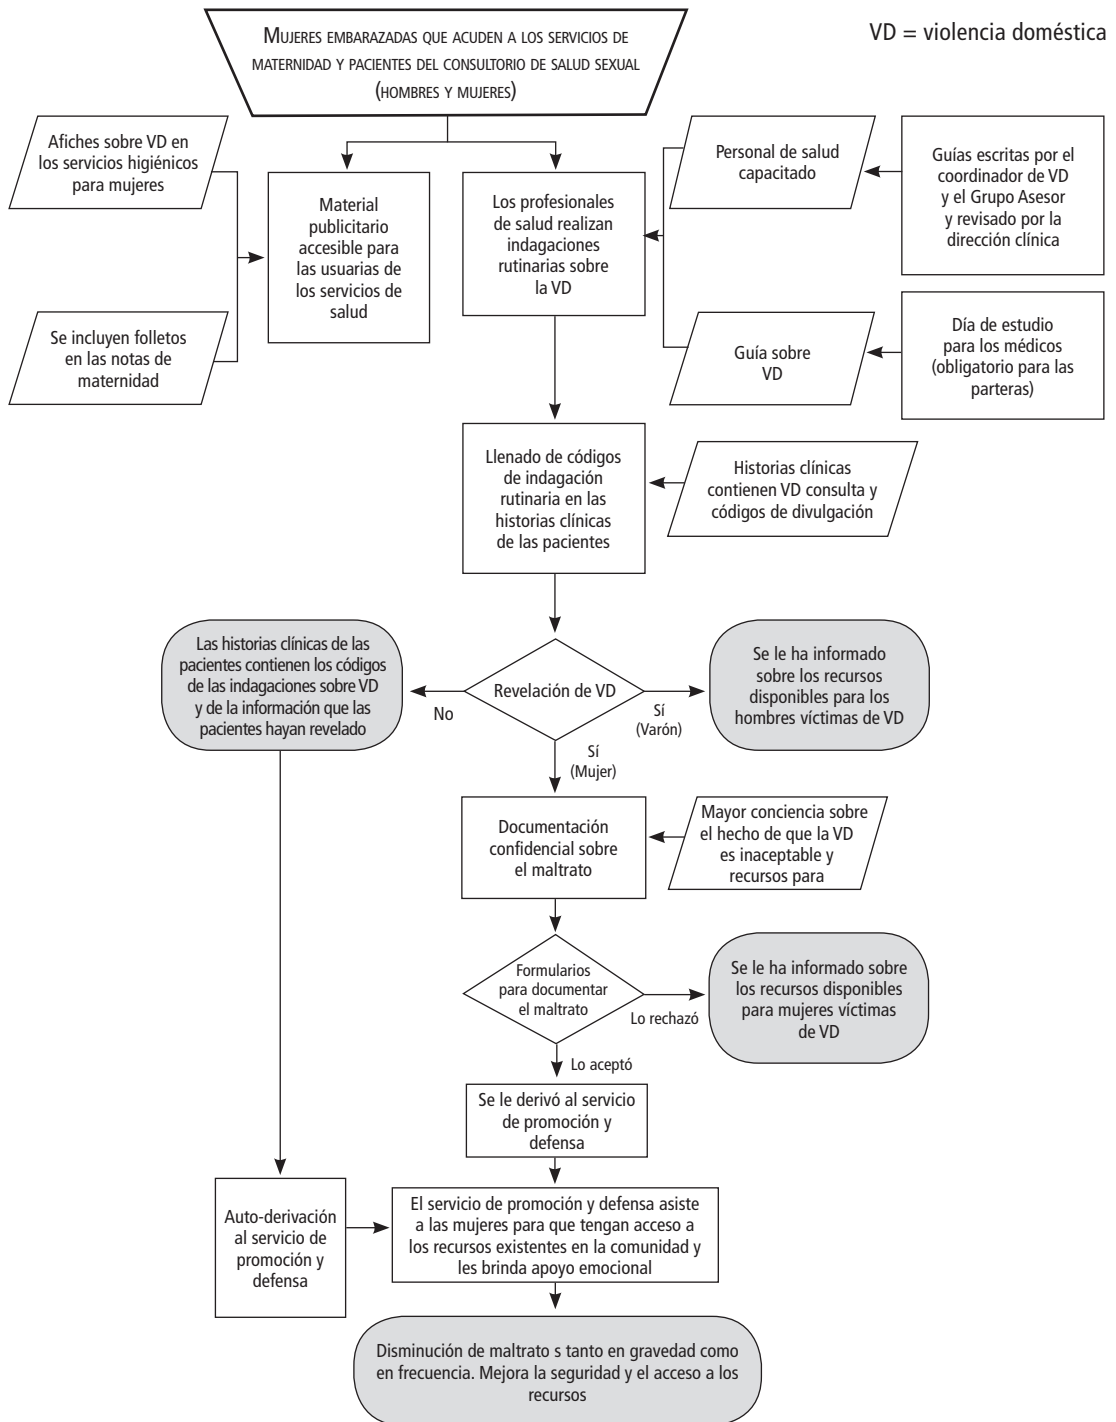 VD = violencia doméstica
MUJERES EMBARAZADAS QUE ACUDEN A LOS SERVICIOS DE
MATERNIDAD Y PACIENTES DEL CONSULTORIO DE SALUD SEXUAL
(HOMBRES Y MUJERES)
Afiches sobre VD en
los servicios higiénicos
para mujeres
Se incluyen folletos
en las notas de
maternidad
Material
publicitario
accesible para
las usuarias de
los servicios de
salud
Los profesionales
de salud realizan
indagaciones
rutinarias sobre
la VD
Personal de salud
capacitado
Guías escritas por el
coordinador de VD
y el Grupo Asesor
y revisado por la
dirección clínica
Guía sobre
VD
Día de estudio
para los médicos
(obligatorio para las
parteras)
Llenado de códigos
de indagación
rutinaria en las
historias clínicas
de las pacientes
Historias clínicas
contienen VD consulta y
códigos de divulgación
Las historias clínicas de las
pacientes contienen los códigos
de las indagaciones sobre VD
y de la información que las
pacientes hayan revelado
No
Revelación de VD
Sí
(Varón)
Se le ha informado
sobre los recursos
disponibles para los
hombres víctimas de VD
Sí
(Mujer)
Documentación
confidencial sobre
el maltrato
Mayor conciencia sobre
el hecho de que la VD
es inaceptable y
recursos para
Formularios
para documentar
el maltrato
Lo rechazó
Se le ha informado sobre
los recursos disponibles
para mujeres víctimas
de VD
Lo aceptó
Se le derivó al servicio
de promoción y
defensa
Auto-derivación
al servicio de
promoción y
defensa
El servicio de promoción y defensa asiste
a las mujeres para que tengan acceso a
los recursos existentes en la comunidad y
les brinda apoyo emocional
Disminución de maltrato s tanto en gravedad como
en frecuencia. Mejora la seguridad y el acceso a los
recursos